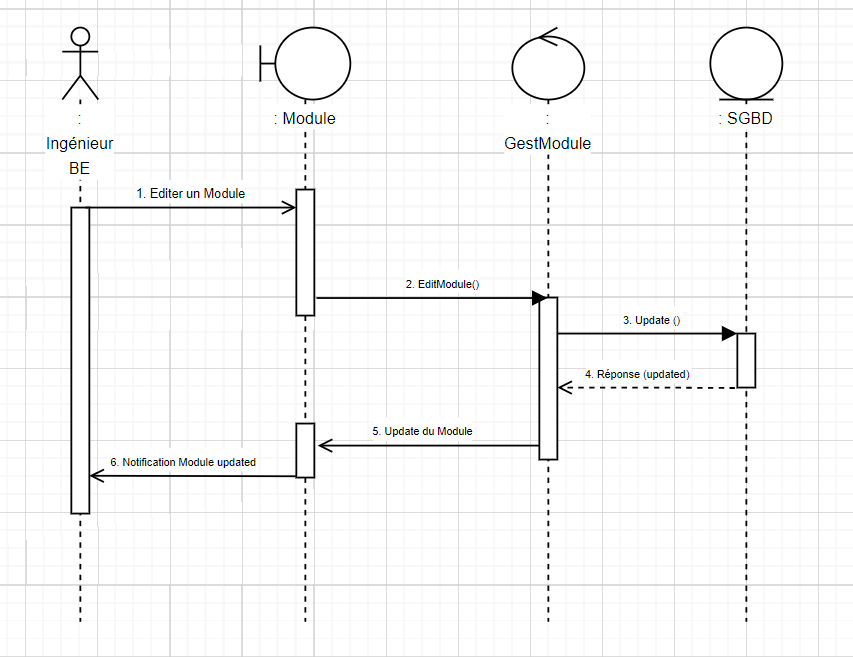 :
Ingénieur
BE
: Module
:
GestModule
: SGBD
1. Editer un Module
2. EditModule()
3. Update ()
4. Réponse (updated)
5. Update du Module
6. Notification Module updated